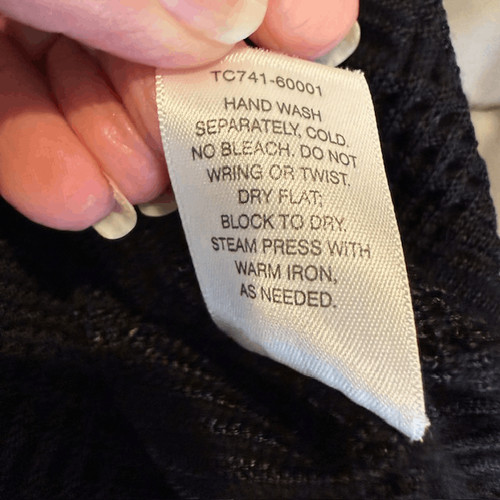 TC741-60001
HAND WASH
SEPARATELY, COLD.
NO BLEACH. DO NOT
WRING OR TWIST.
DRY FLAT;
BLOCK TO DRY.
STEAM PRESS WITH
WARM IRON,
AS NEEDED.